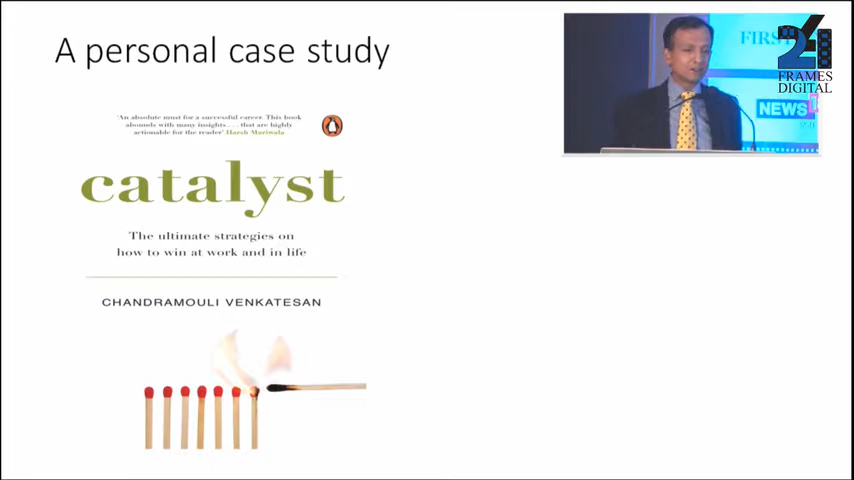 A personal case study
'An absolute must for a successful career. This book
abounds with many insights . . . . that are highly
actionable for the reader' Harsh Mariwala
catalyst
The ultimate strategies on
how to win at work and in life
CHANDRAMOULI VENKATESAN
FIRST
21
FRAMES
DIGITAL
NEWS